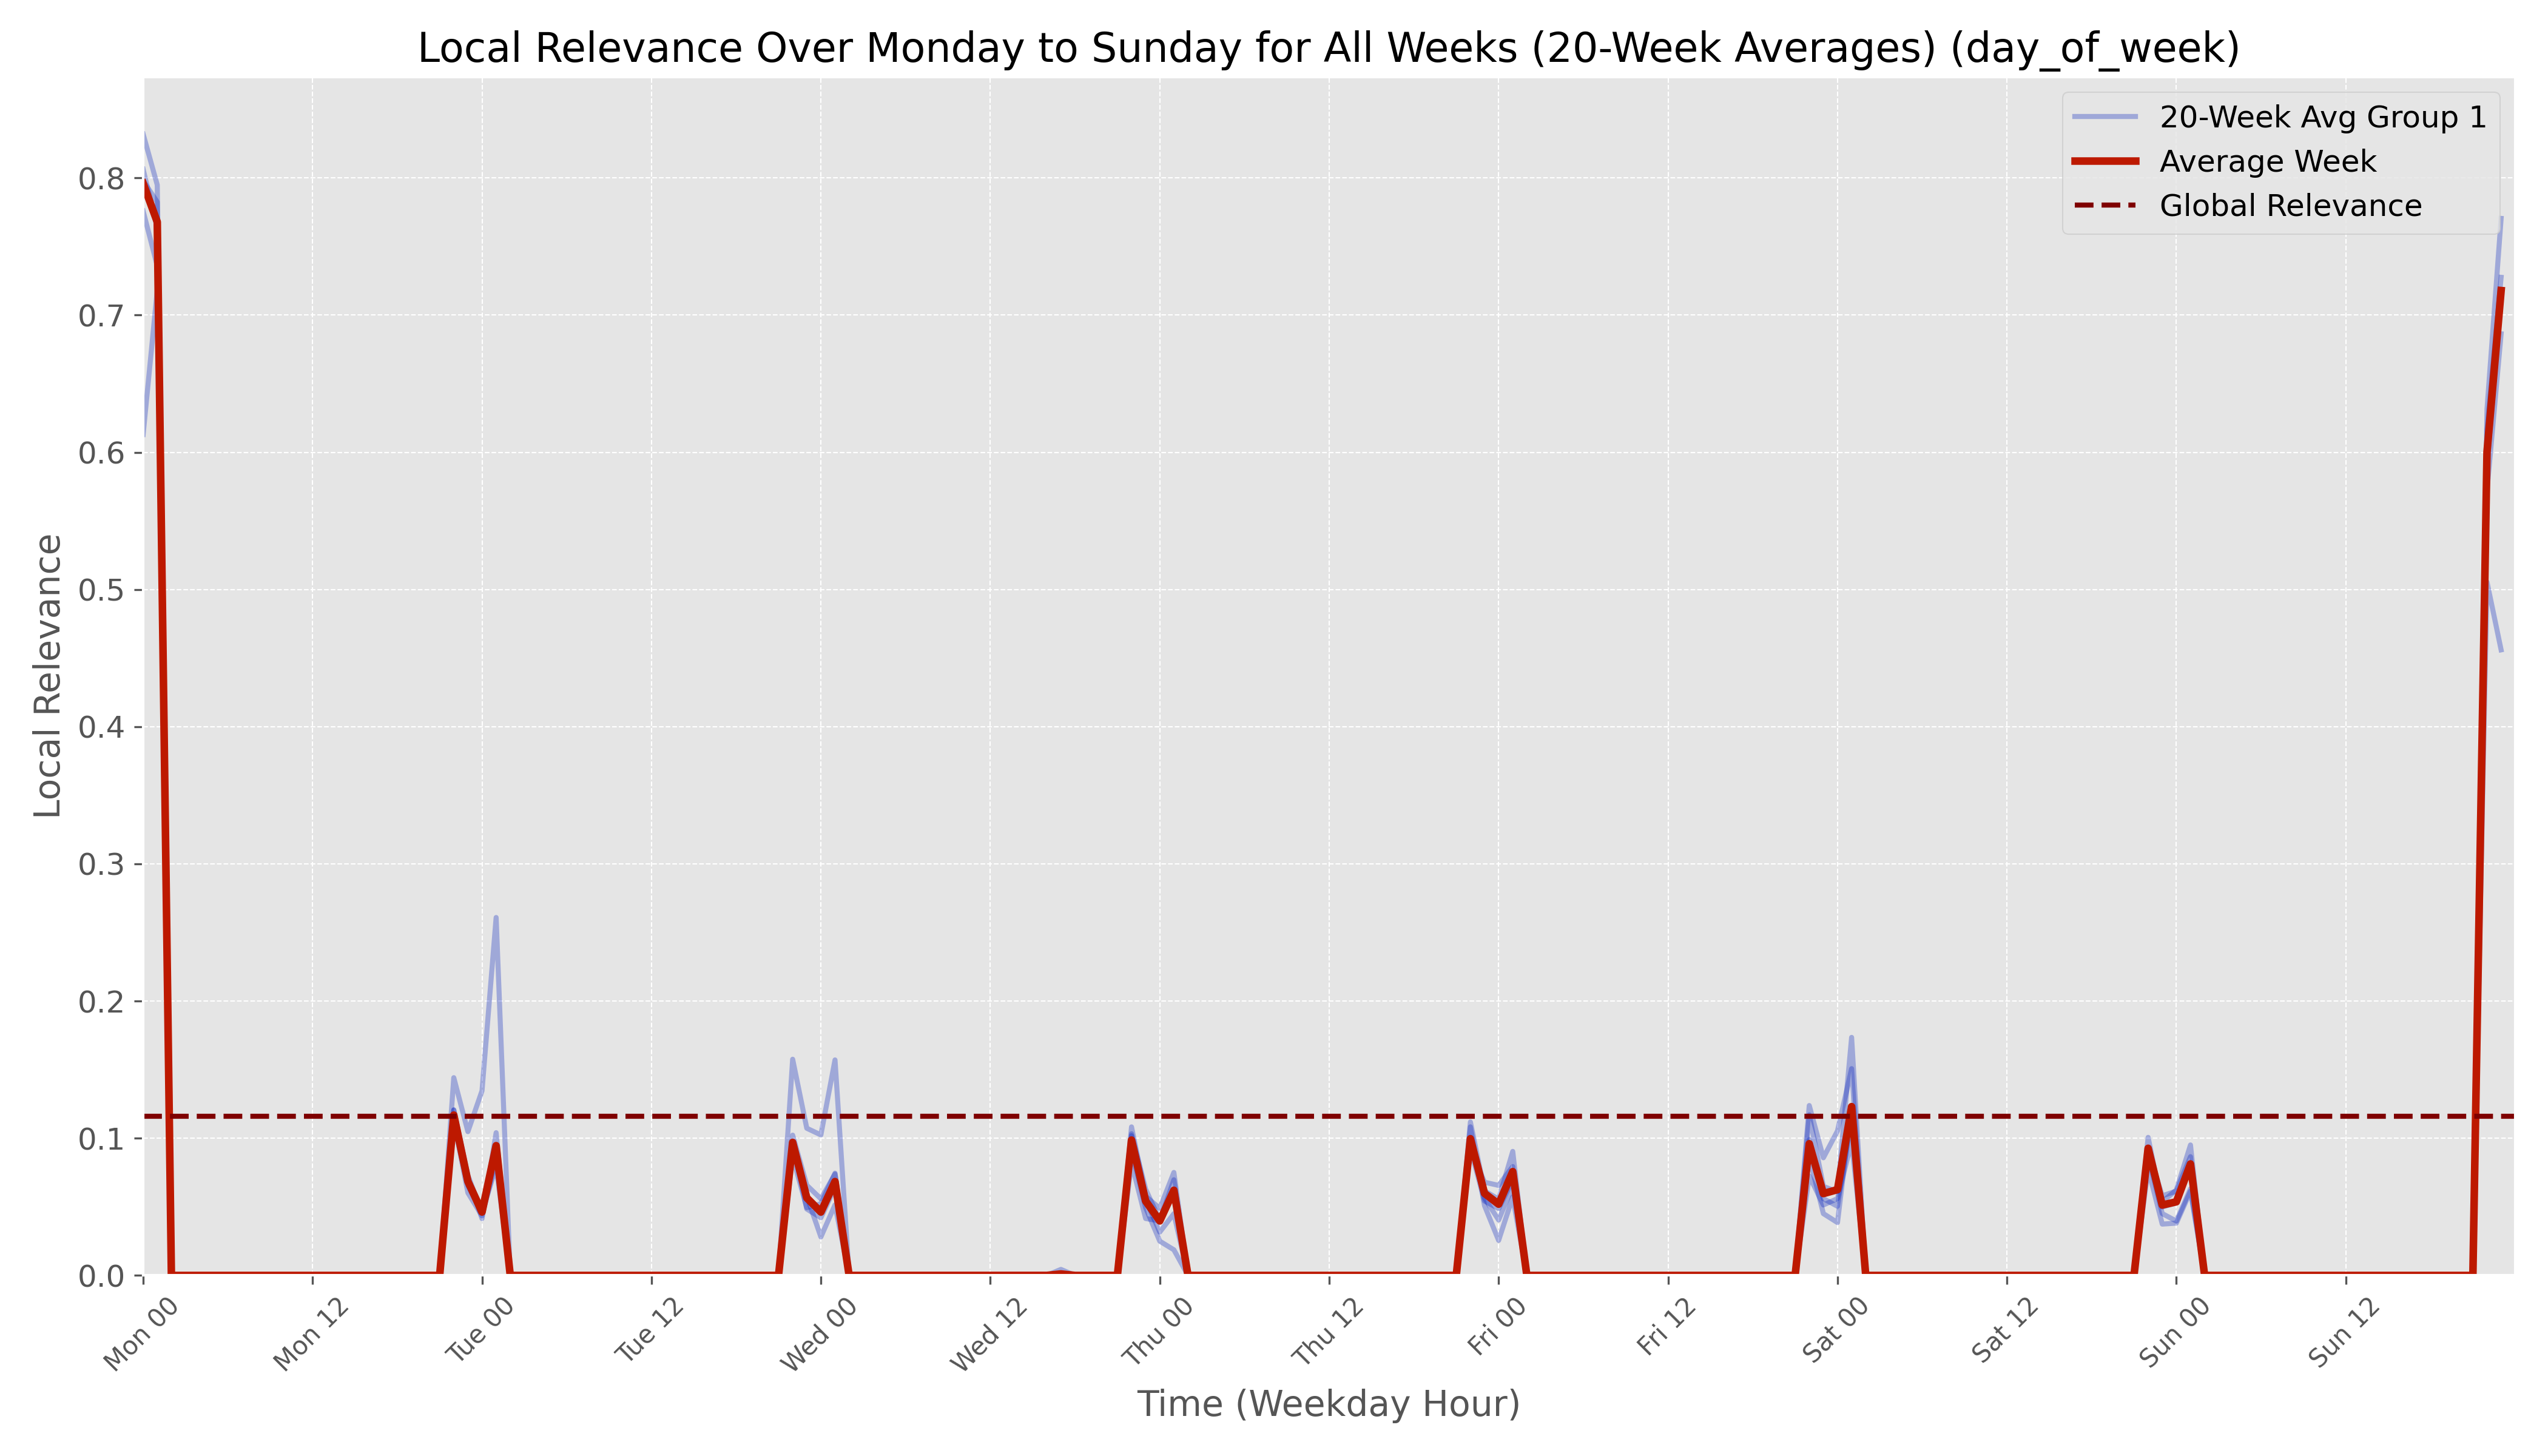 Local Relevance Over Monday to Sunday for All Weeks (20-Week Averages) (day_of_week)
20-Week Avg Group 1
Average Week
Global Relevance
Local Relevance
0.8
0.7
0.6
0.5
0.4
0.3
0.2
0.1
0.0
Mon 00
Mon 12
Tue 00
Tue 12
Wed 00
Wed 12
Thu 00
Thu 12
Fri 00
Fri 12
Sat 00
Sat 12
Sun 00
Sun 12
Time (Weekday Hour)